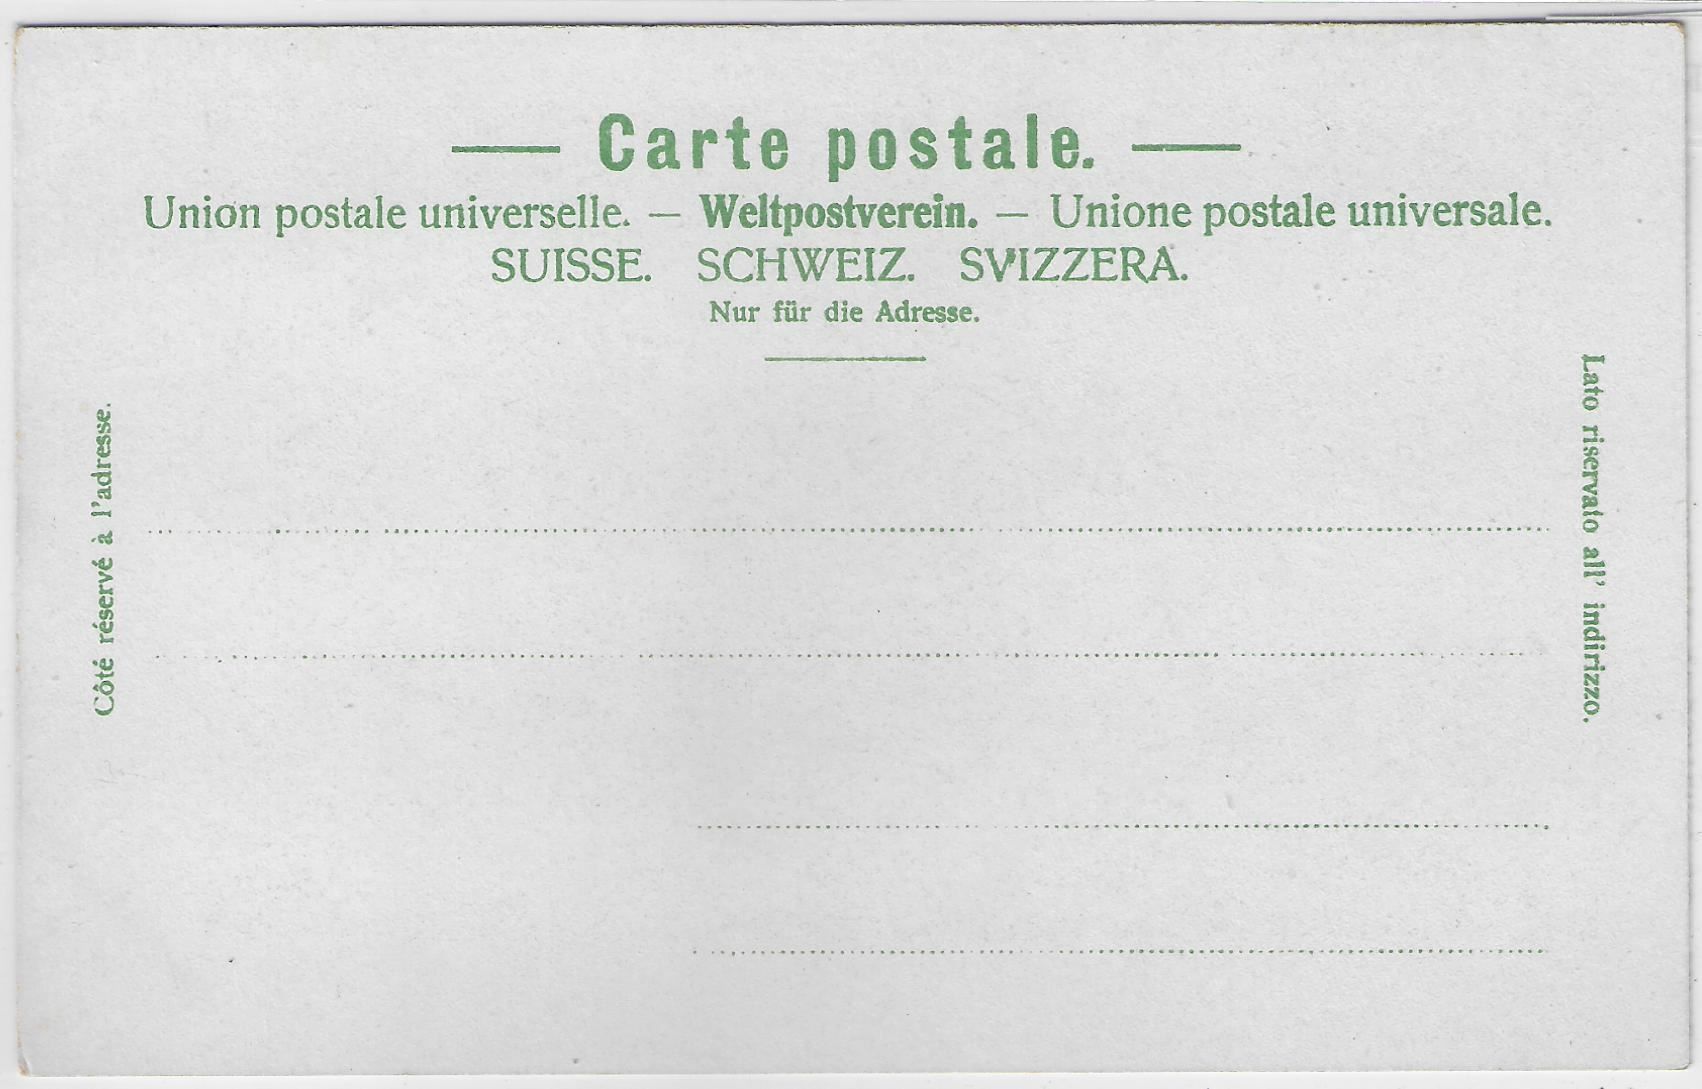 Carte postale.
Union postale universelle. — Weltpostverein. — Unione postale universale.
SUISSE. SCHWEIZ. SVIZZERA.
Nur für die Adresse.
Côté réservé à l'adresse.
Lato riservato all' indirizzo.